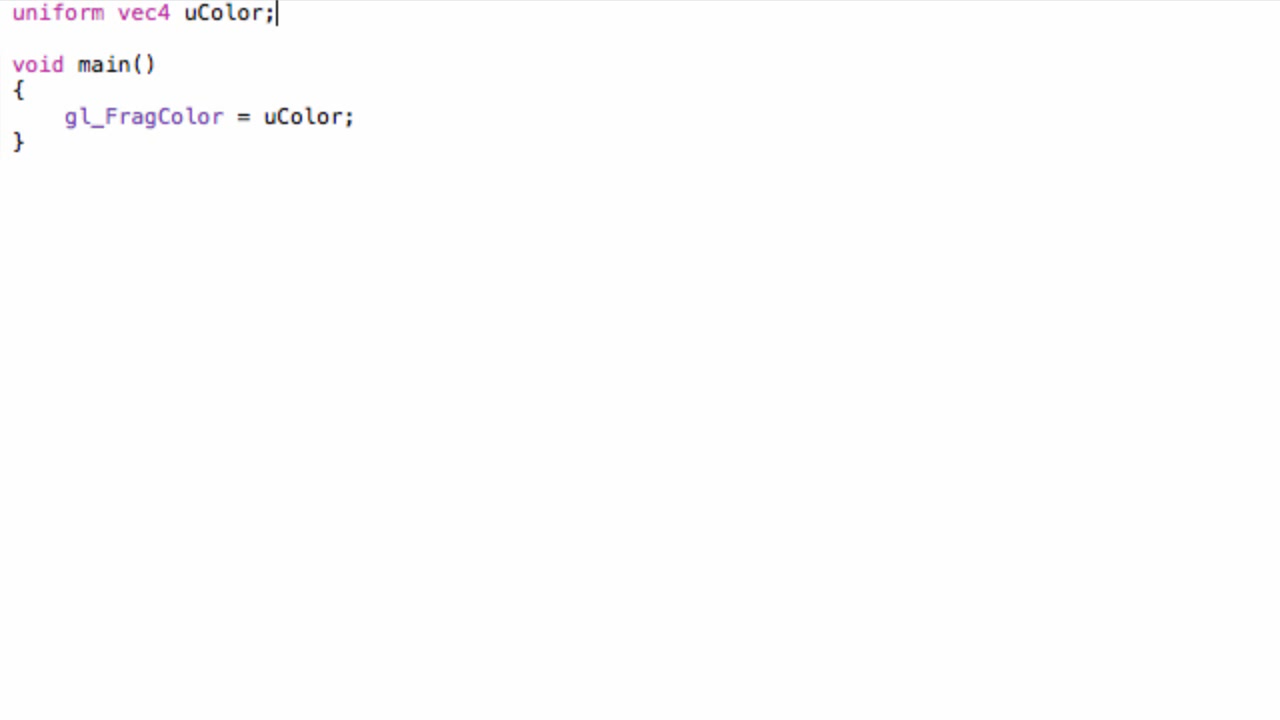 uniform vec4 uColor;
void main()
{
    gl_FragColor = uColor;
}